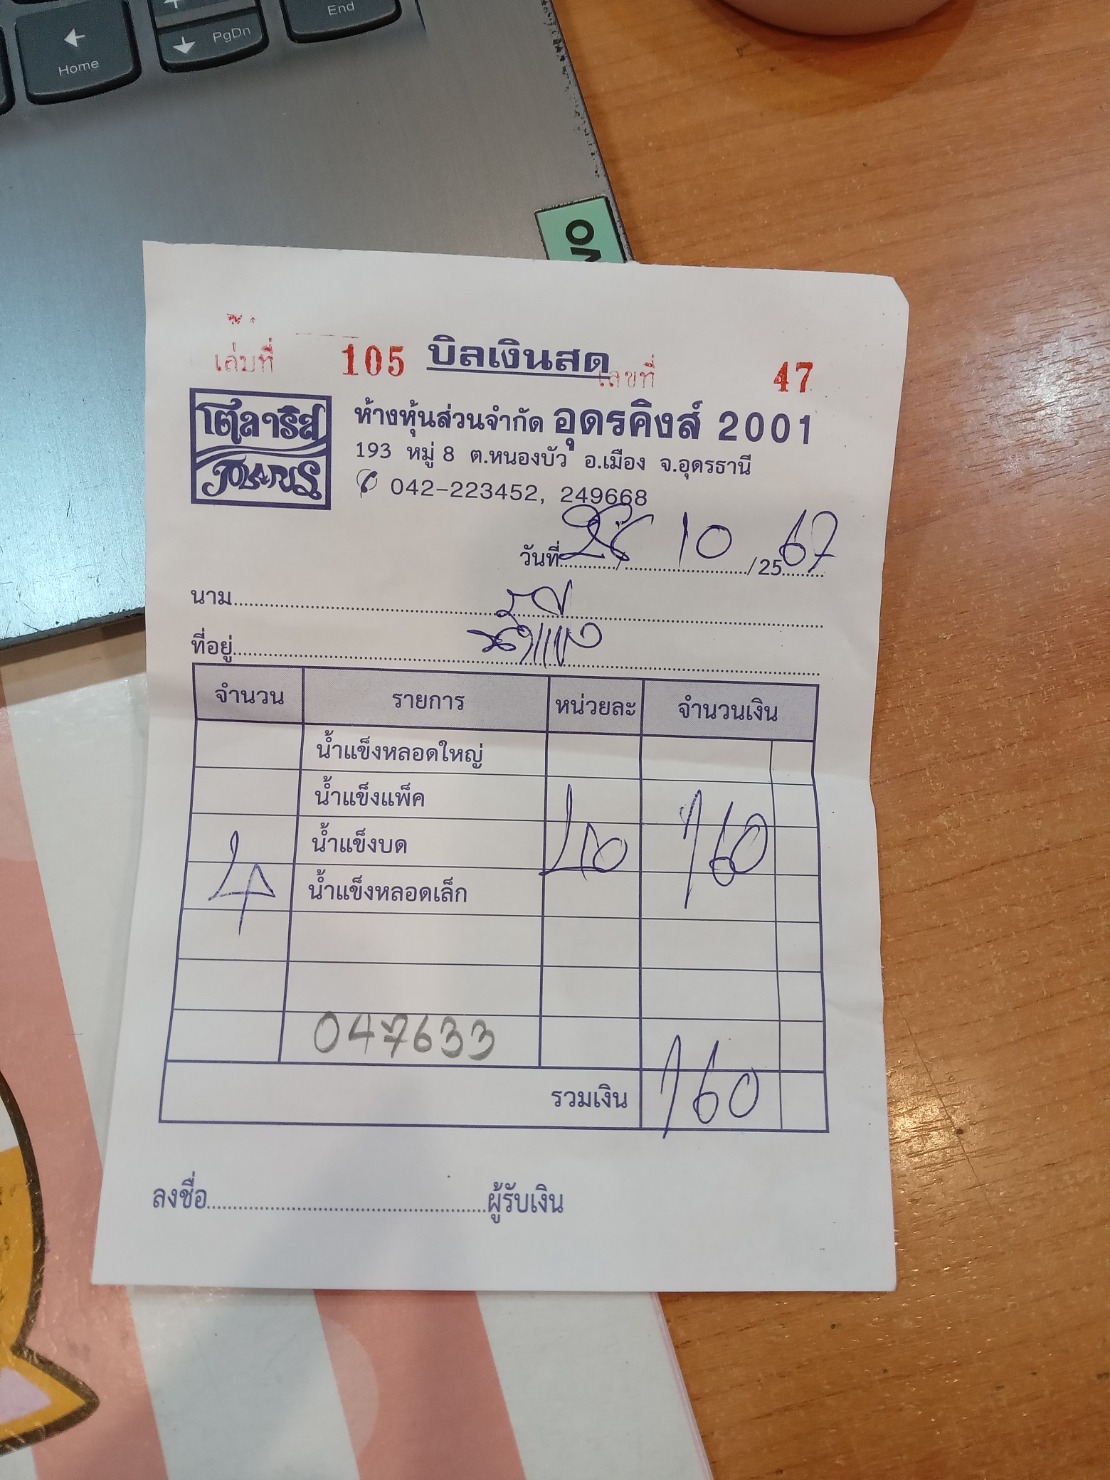 Home
PgDn
End
เล่มที่ 105 บิลเงินสด เลขที่ 47
โตลาริส
POLARIS
ห้างหุ้นส่วนจำกัด อุดรคิงส์ 2001
193 หมู่ 8 ต.หนองบัว อ.เมือง จ.อุดรธานี
042-223452, 249668
วันที่ 28 / 10 /25 67
นาม
ที่อยู่
จำนวน รายการ หน่วยละ จำนวนเงิน
น้ำแข็งหลอดใหญ่
น้ำแข็งแพ็ค
น้ำแข็งบด 40 160
4 น้ำแข็งหลอดเล็ก
047633
รวมเงิน 160
ลงชื่อ ผู้รับเงิน